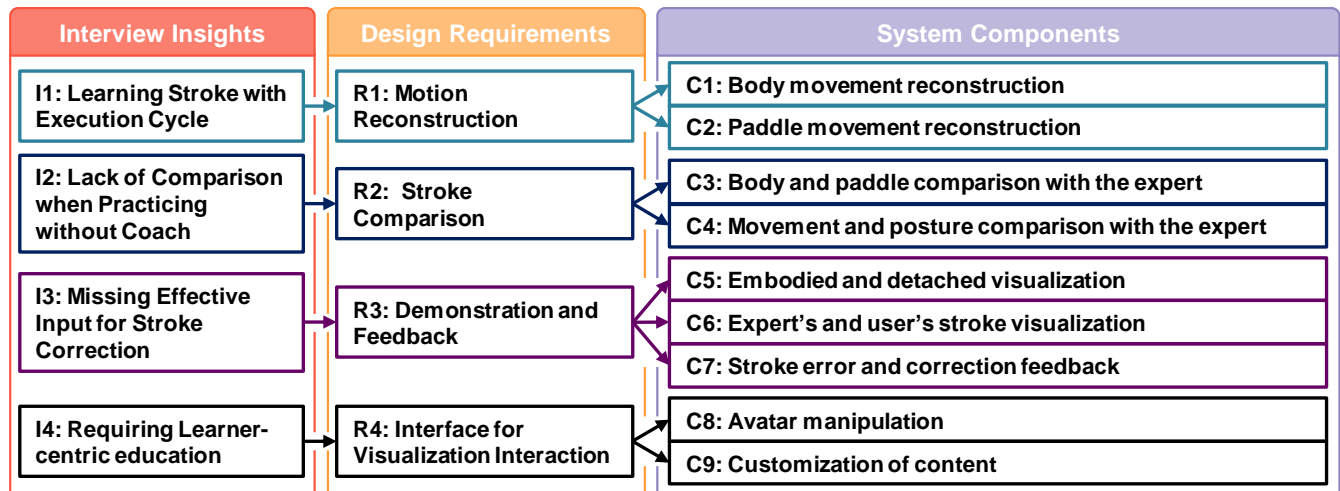 Interview Insights
Design Requirements
System Components
I1: Learning Stroke with
Execution Cycle
R1: Motion
Reconstruction
C1: Body movement reconstruction
C2: Paddle movement reconstruction
I2: Lack of Comparison
when Practicing
without Coach
R2: Stroke
Comparison
C3: Body and paddle comparison with the expert
C4: Movement and posture comparison with the expert
I3: Missing Effective
Input for Stroke
Correction
R3: Demonstration and
Feedback
C5: Embodied and detached visualization
C6: Expert’s and user’s stroke visualization
C7: Stroke error and correction feedback
I4: Requiring Learner-
centric education
R4: Interface for
Visualization Interaction
C8: Avatar manipulation
C9: Customization of content